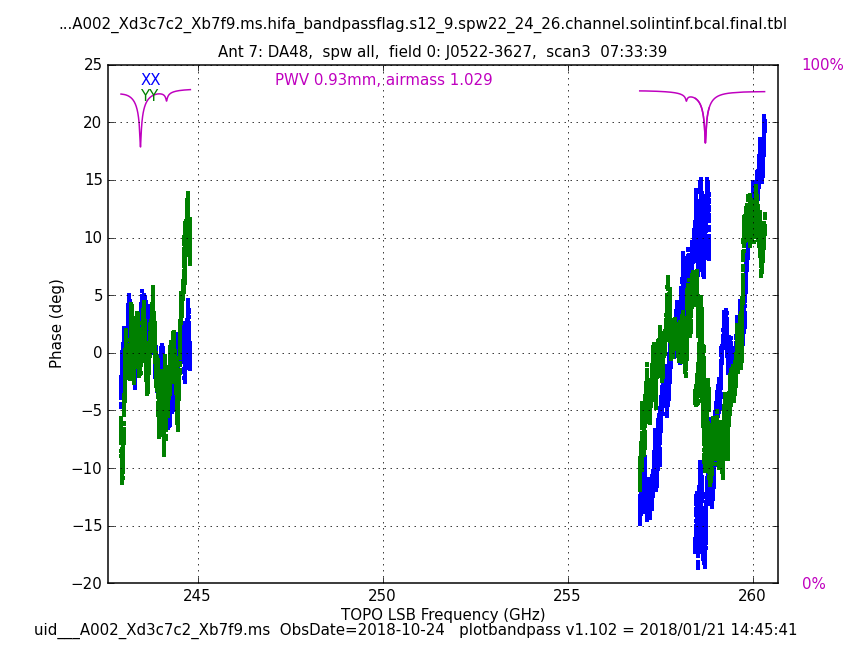 ...A002_Xd3c7c2_Xb7f9.ms.hifa_bandpassflag.s12_9.spw22_24_26.channel.solintinf.bcal.final.tbl
Ant 7: DA48,  spw all,  field 0: J0522-3627,  scan3  07:33:39
25 100%
XX PWV 0.93mm, airmass 1.029
YY
20
15
10
5
0
−5
−10
−15
−20 0%
Phase (deg)
245 250 255 260
TOPO LSB Frequency (GHz)
uid___A002_Xd3c7c2_Xb7f9.ms  ObsDate=2018-10-24   plotbandpass v1.102 = 2018/01/21 14:45:41